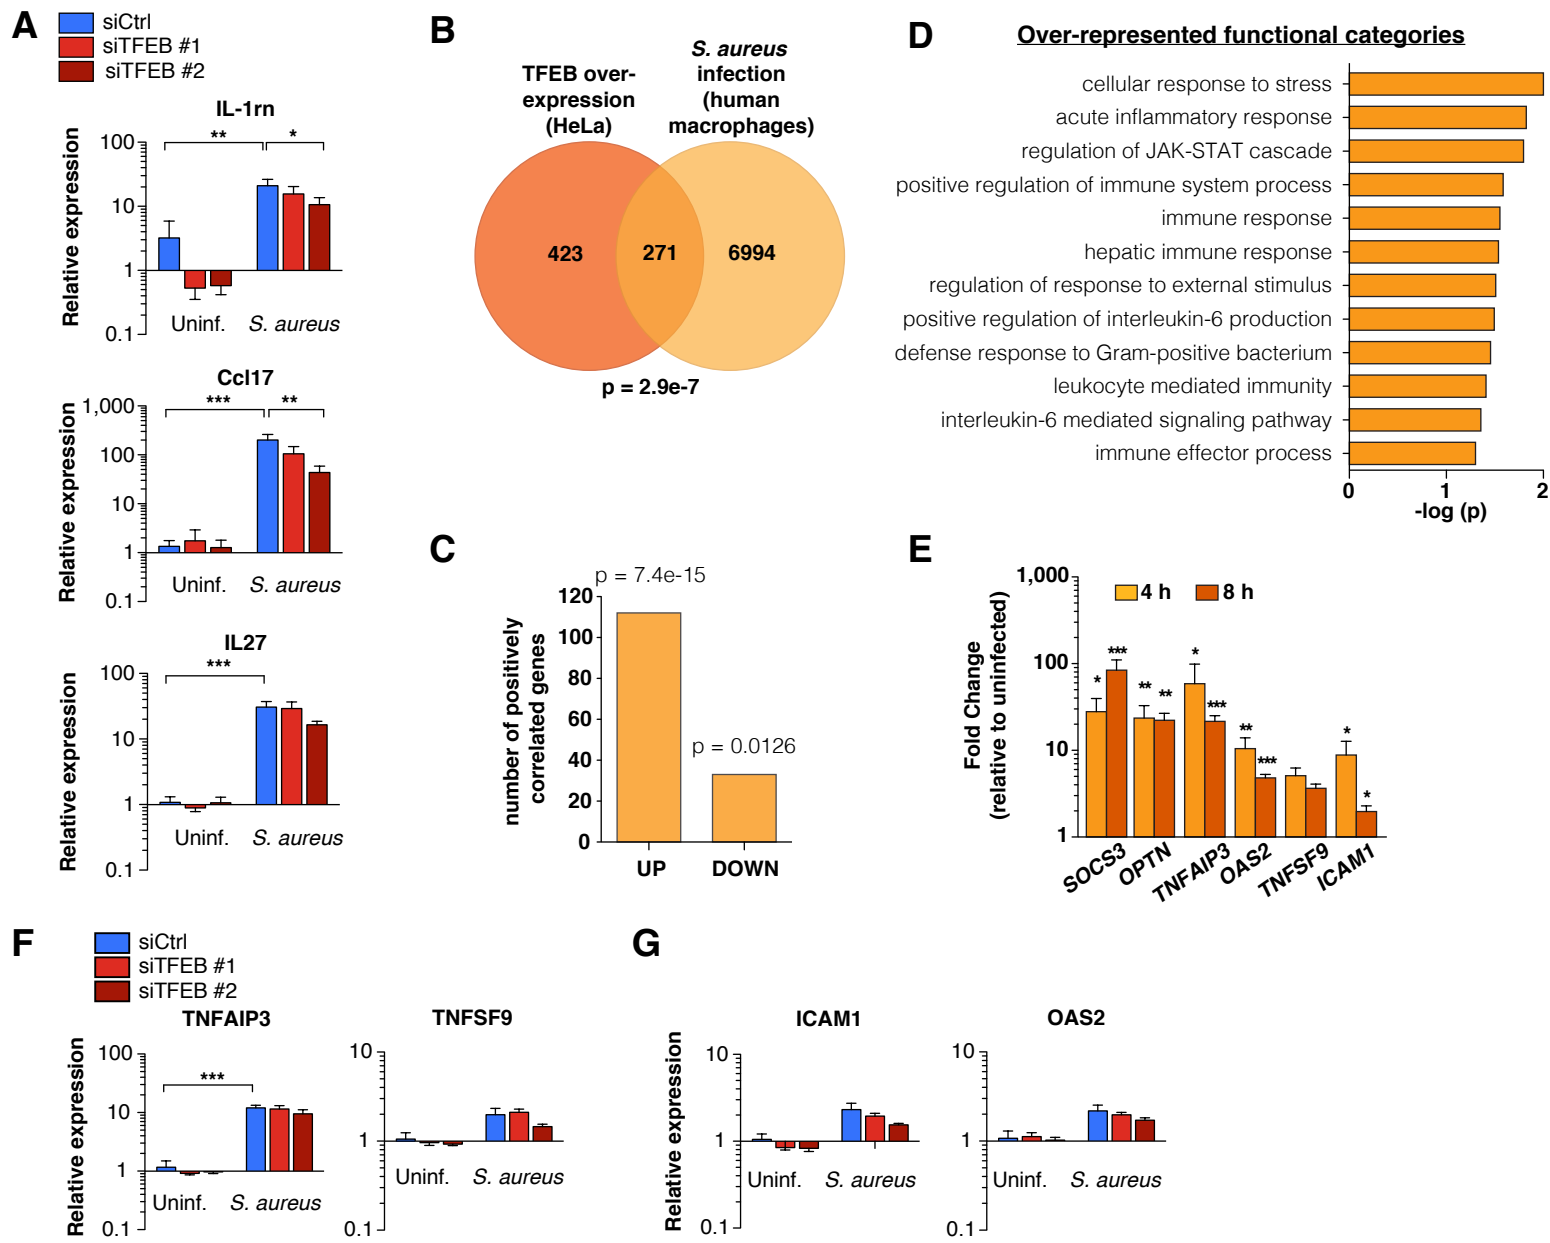 A
siCtrl
siTFEB #1
siTFEB #2
IL-1rn
Relative expression
100
10
1
0.1
**
*
Uninf.
S. aureus
Ccl17
Relative expression
1,000
100
10
1
0.1
***
**
Uninf.
S. aureus
IL27
Relative expression
100
10
1
0.1
***
Uninf.
S. aureus
B
TFEB over-
expression
(HeLa)
S. aureus
infection
(human
macrophages)
423
271
6994
p = 2.9e-7
C
number of positively
correlated genes
p = 7.4e-15
p = 0.0126
120
100
80
60
40
20
0
UP
DOWN
D
Over-represented functional categories
cellular response to stress
acute inflammatory response
regulation of JAK-STAT cascade
positive regulation of immune system process
immune response
hepatic immune response
regulation of response to external stimulus
positive regulation of interleukin-6 production
defense response to Gram-positive bacterium
leukocyte mediated immunity
interleukin-6 mediated signaling pathway
immune effector process
0
1
2
-log (p)
E
Fold Change
(relative to uninfected)
1,000
100
10
1
4 h
8 h
*
***
**
**
*
***
**
***
*
*
SOCS3
OPTN
TNFAIP3
OAS2
TNFSF9
ICAM1
F
siCtrl
siTFEB #1
siTFEB #2
TNFAIP3
Relative expression
100
10
1
0.1
***
Uninf.
S. aureus
TNFSF9
10
1
0.1
Uninf.
S. aureus
G
ICAM1
Relative expression
10
1
0.1
Uninf.
S. aureus
OAS2
10
1
0.1
Uninf.
S. aureus